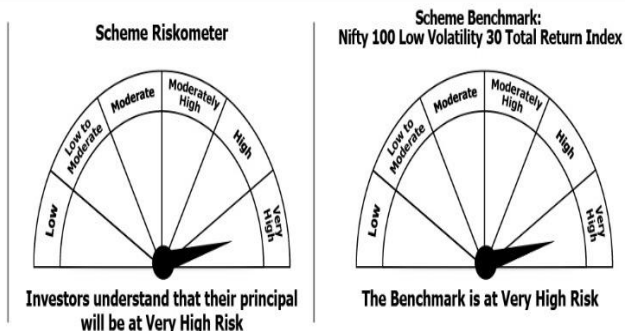 Scheme Riskometer
Low
Low to
Moderate
Moderate
Moderately
High
High
Very
High
Investors understand that their principal
will be at Very High Risk
Scheme Benchmark:
Nifty 100 Low Volatility 30 Total Return Index
Low
Low to
Moderate
Moderate
Moderately
High
High
Very
High
The Benchmark is at Very High Risk